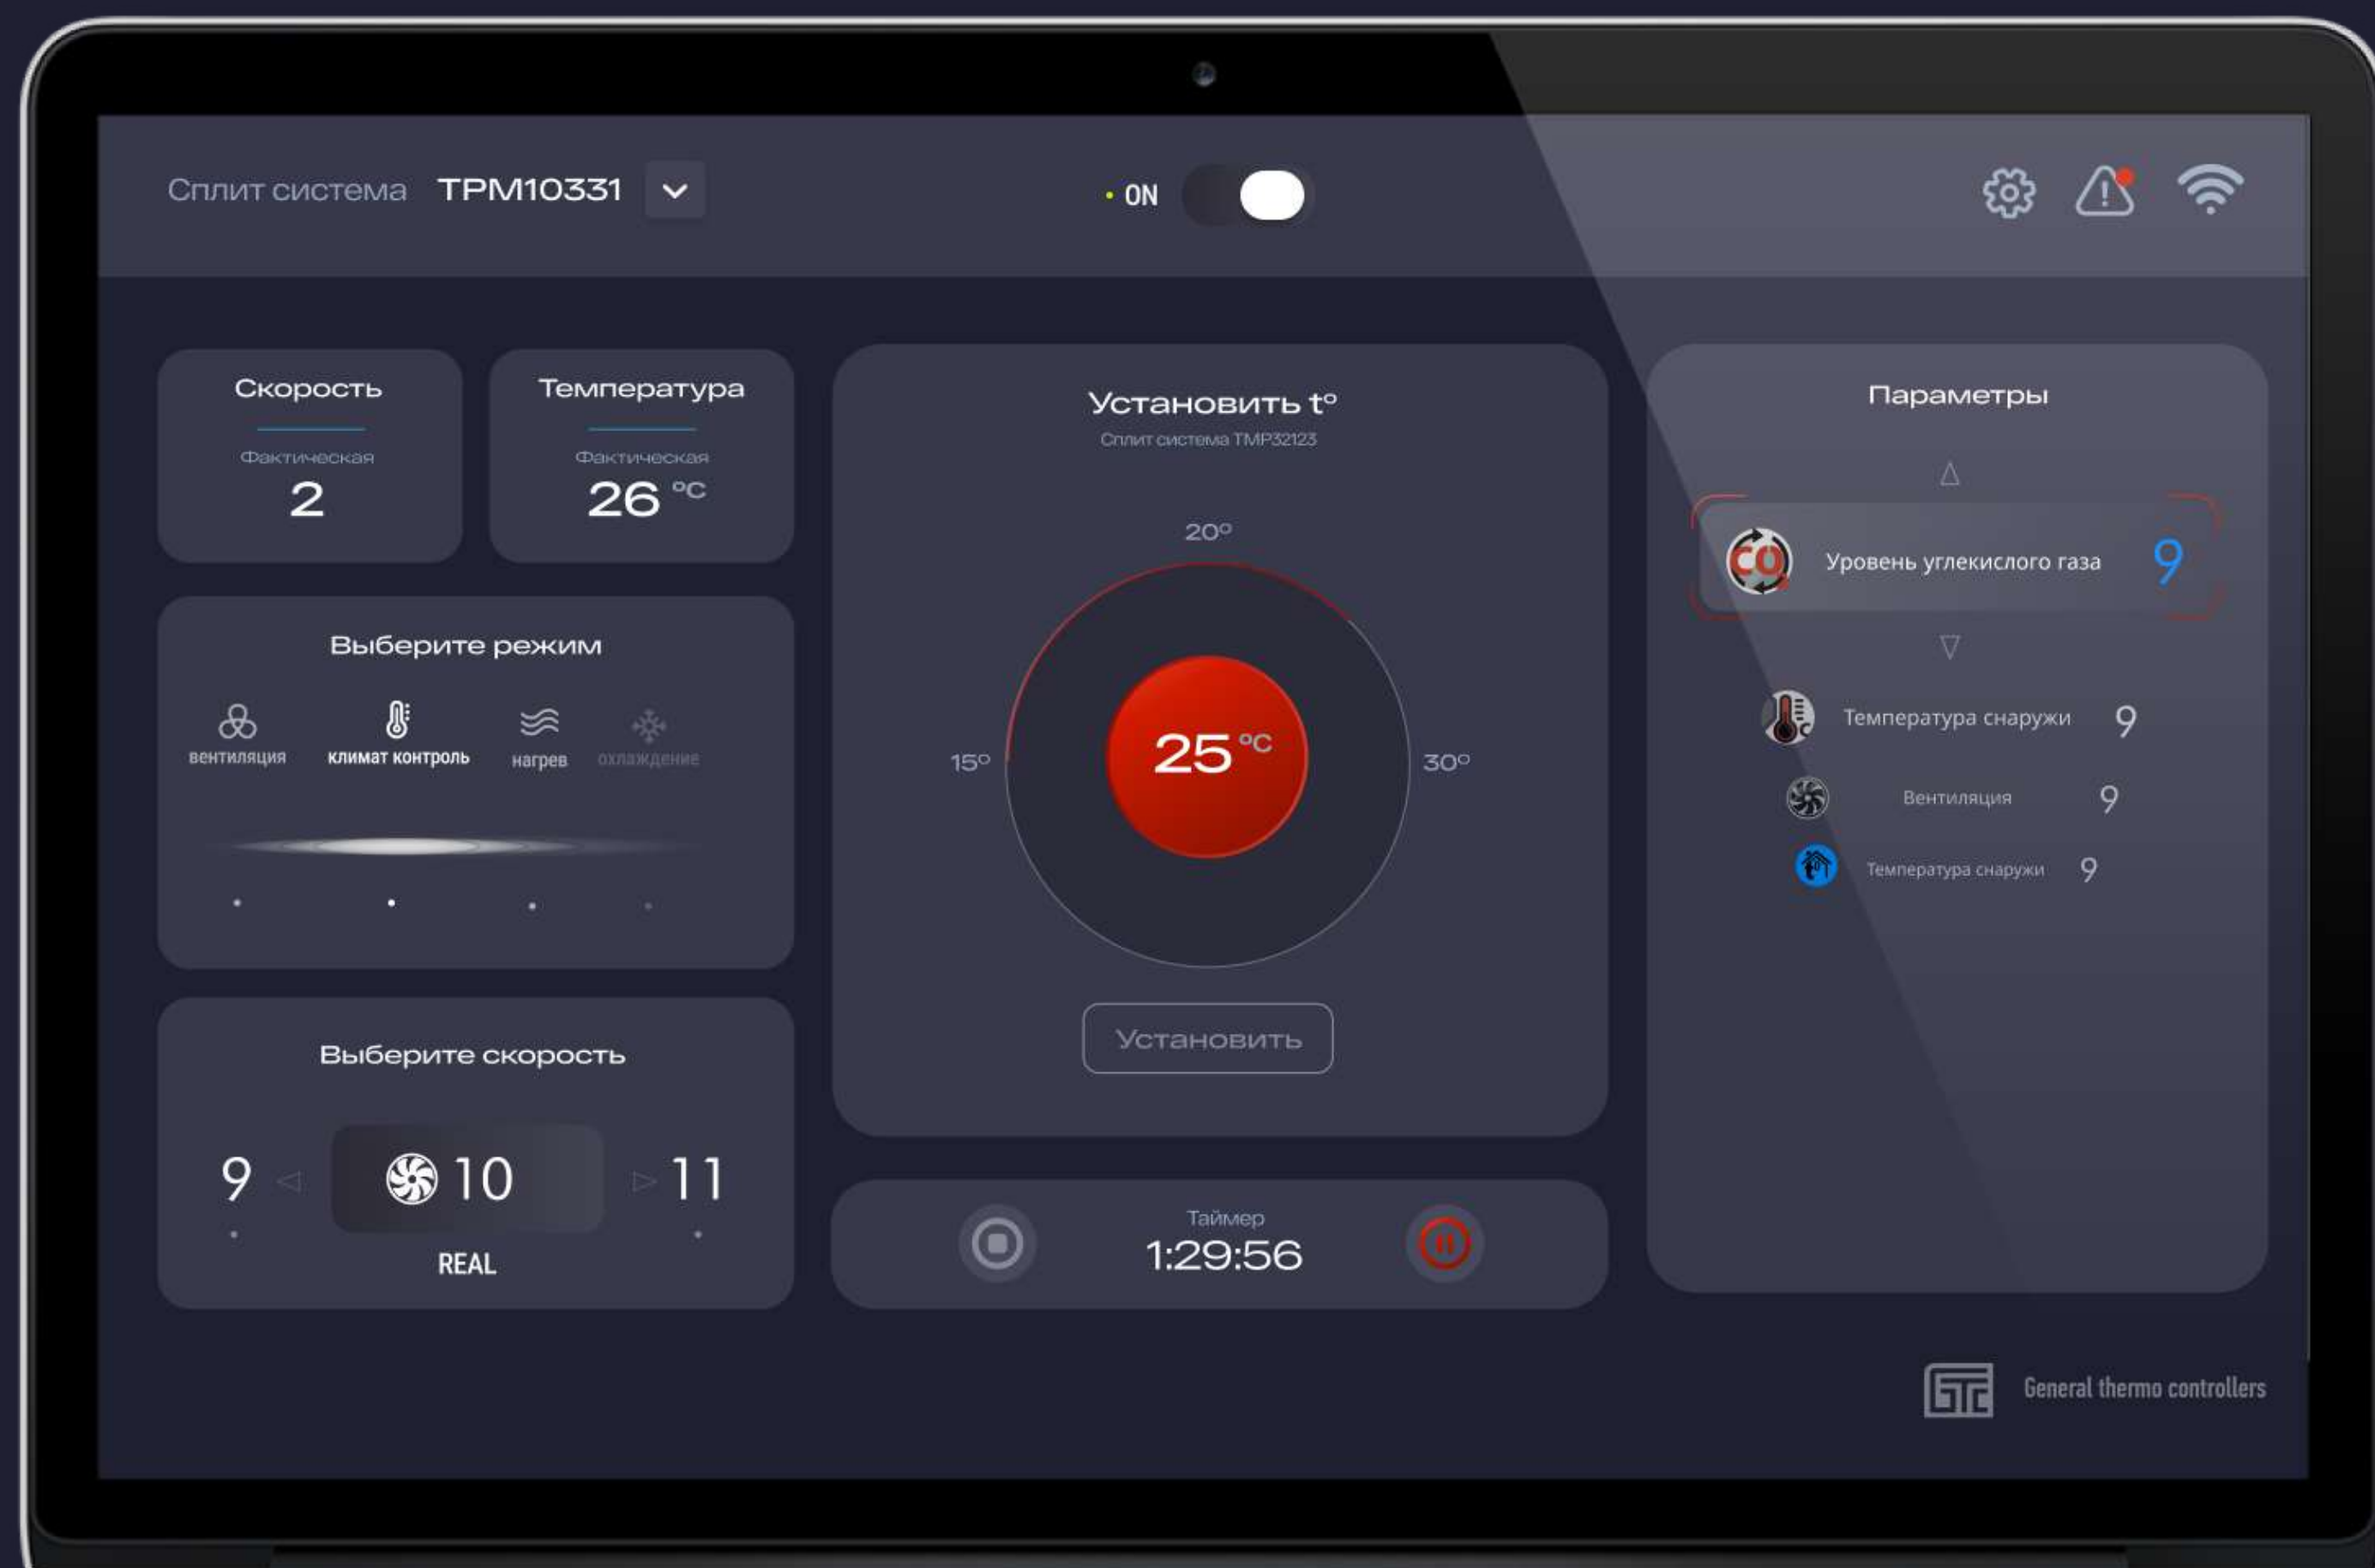 Сплит система TPM10331
• ON
Скорость
Фактическая
2
Температура
Фактическая
26 °C
Выберите режим
вентиляция
климат контроль
нагрев
охлаждение
Выберите скорость
9
10
11
REAL
Установить t°
Сплит система TMP32123
20°
15°
25 °C
30°
Установить
Таймер
1:29:56
Параметры
CO₂
Уровень углекислого газа 9
Температура снаружи 9
Вентиляция 9
Температура снаружи 9
GTC
General thermo controllers